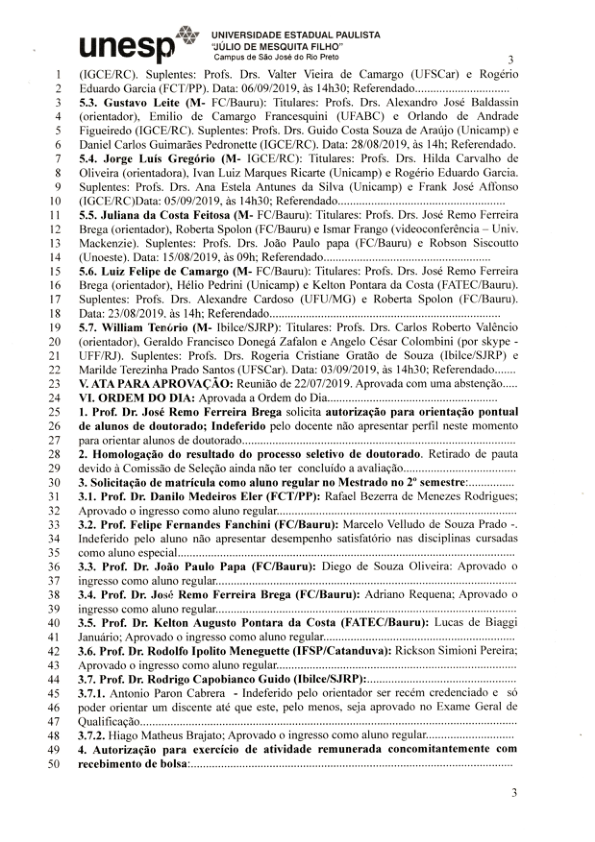 unesp
UNIVERSIDADE ESTADUAL PAULISTA
"JÚLIO DE MESQUITA FILHO"
Campus de São José do Rio Preto
3
1 (IGCE/RC). Suplentes: Profs. Drs. Valter Vieira de Camargo (UFSCar) e Rogério
2 Eduardo Garcia (FCT/PP). Data: 06/09/2019, às 14h30; Referendado...............................
3 5.3. Gustavo Leite (M- FC/Bauru): Titulares: Profs. Drs. Alexandro José Baldassin
4 (orientador), Emilio de Camargo Francesquini (UFABC) e Orlando de Andrade
5 Figueiredo (IGCE/RC). Suplentes: Profs. Drs. Guido Costa Souza de Araújo (Unicamp) e
6 Daniel Carlos Guimarães Pedronette (IGCE/RC). Data: 28/08/2019, às 14h; Referendado.
7 5.4. Jorge Luís Gregório (M- IGCE/RC): Titulares: Profs. Drs. Hilda Carvalho de
8 Oliveira (orientadora), Ivan Luiz Marques Ricarte (Unicamp) e Rogério Eduardo Garcia.
9 Suplentes: Profs. Drs. Ana Estela Antunes da Silva (Unicamp) e Frank José Affonso
10 (IGCE/RC)Data: 05/09/2019, às 14h30; Referendado.......................................................
11 5.5. Juliana da Costa Feitosa (M- FC/Bauru): Titulares: Profs. Drs. José Remo Ferreira
12 Brega (orientador), Roberta Spolon (FC/Bauru) e Ismar Frango (videoconferência – Univ.
13 Mackenzie). Suplentes: Profs. Drs. João Paulo papa (FC/Bauru) e Robson Siscoutto
14 (Unoeste). Data: 15/08/2019, às 09h; Referendado.......................................................
15 5.6. Luiz Felipe de Camargo (M- FC/Bauru): Titulares: Profs. Drs. José Remo Ferreira
16 Brega (orientador), Hélio Pedrini (Unicamp) e Kelton Pontara da Costa (FATEC/Bauru).
17 Suplentes: Profs. Drs. Alexandre Cardoso (UFU/MG) e Roberta Spolon (FC/Bauru).
18 Data: 23/08/2019. às 14h; Referendado...........................................................................
19 5.7. William Tenório (M- Ibilce/SJRP): Titulares: Profs. Drs. Carlos Roberto Valêncio
20 (orientador), Geraldo Francisco Donegá Zafalon e Angelo César Colombini (por skype -
21 UFF/RJ). Suplentes: Profs. Drs. Rogeria Cristiane Gratão de Souza (Ibilce/SJRP) e
22 Marilde Terezinha Prado Santos (UFSCar). Data: 03/09/2019, às 14h30; Referendado.......
23 V. ATA PARA APROVAÇÃO: Reunião de 22/07/2019. Aprovada com uma abstenção.....
24 VI. ORDEM DO DIA: Aprovada a Ordem do Dia..............................................................
25 1. Prof. Dr. José Remo Ferreira Brega solicita autorização para orientação pontual
26 de alunos de doutorado; Indeferido pelo docente não apresentar perfil neste momento
27 para orientar alunos de doutorado.........................................................................................
28 2. Homologação do resultado do processo seletivo de doutorado. Retirado de pauta
29 devido à Comissão de Seleção ainda não ter concluído a avaliação.....................................
30 3. Solicitação de matrícula como aluno regular no Mestrado no 2º semestre:...............
31 3.1. Prof. Dr. Danilo Medeiros Eler (FCT/PP): Rafael Bezerra de Menezes Rodrigues;
32 Aprovado o ingresso como aluno regular..............................................................................
33 3.2. Prof. Felipe Fernandes Fanchini (FC/Bauru): Marcelo Velludo de Souza Prado -.
34 Indeferido pelo aluno não apresentar desempenho satisfatório nas disciplinas cursadas
35 como aluno especial..............................................................................................................
36 3.3. Prof. Dr. João Paulo Papa (FC/Bauru): Diego de Souza Oliveira: Aprovado o
37 ingresso como aluno regular..................................................................................................
38 3.4. Prof. Dr. José Remo Ferreira Brega (FC/Bauru): Adriano Requena; Aprovado o
39 ingresso como aluno regular..................................................................................................
40 3.5. Prof. Dr. Kelton Augusto Pontara da Costa (FATEC/Bauru): Lucas de Biaggi
41 Januário; Aprovado o ingresso como aluno regular..............................................................
42 3.6. Prof. Dr. Rodolfo Ipolito Meneguette (IFSP/Catanduva): Rickson Simioni Pereira;
43 Aprovado o ingresso como aluno regular..............................................................................
44 3.7. Prof. Dr. Rodrigo Capobianco Guido (Ibilce/SJRP):................................................
45 3.7.1. Antonio Paron Cabrera - Indeferido pelo orientador ser recém credenciado e só
46 poder orientar um discente até que este, pelo menos, seja aprovado no Exame Geral de
47 Qualificação..........................................................................................................................
48 3.7.2. Hiago Matheus Brajato; Aprovado o ingresso como aluno regular.............................
49 4. Autorização para exercício de atividade remunerada concomitantemente com
50 recebimento de bolsa:.........................................................................................................
3